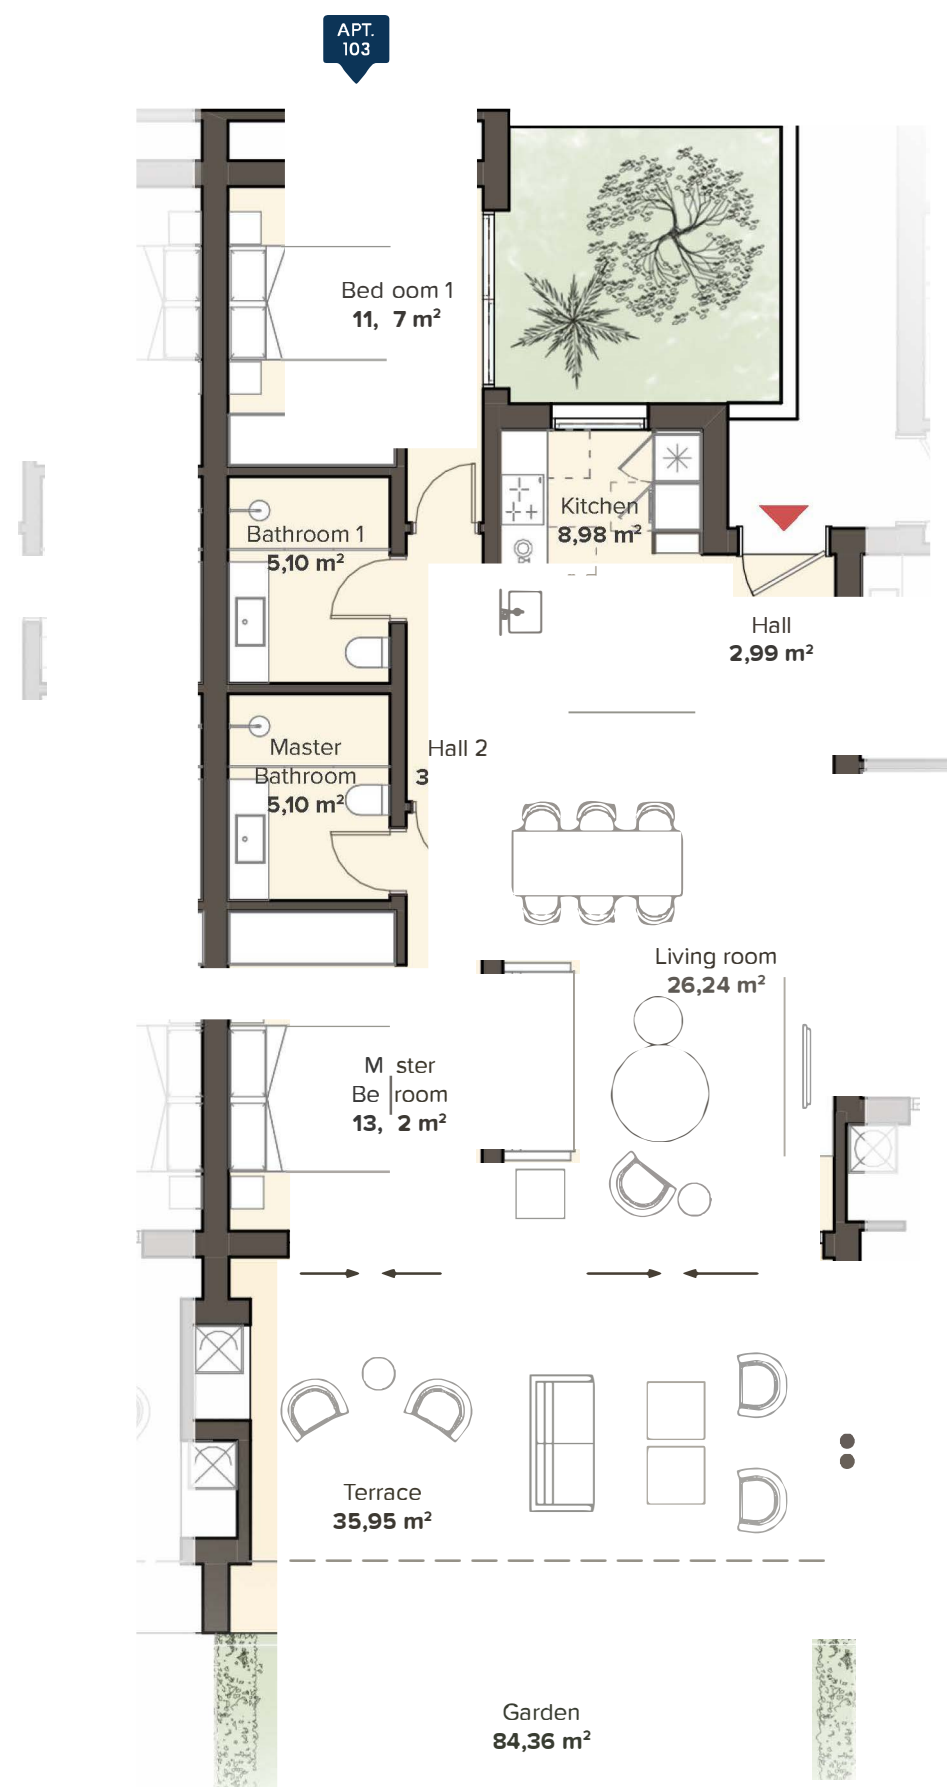 APT.
103
Bed oom 1
11, 7 m²
Kitchen
8,98 m²
Bathroom 1
5,10 m²
Hall
2,99 m²
Master
Bathroom
5,10 m²
Hall 2
3
Living room
26,24 m²
M ster
Be room
13, 2 m²
Terrace
35,95 m²
Garden
84,36 m²